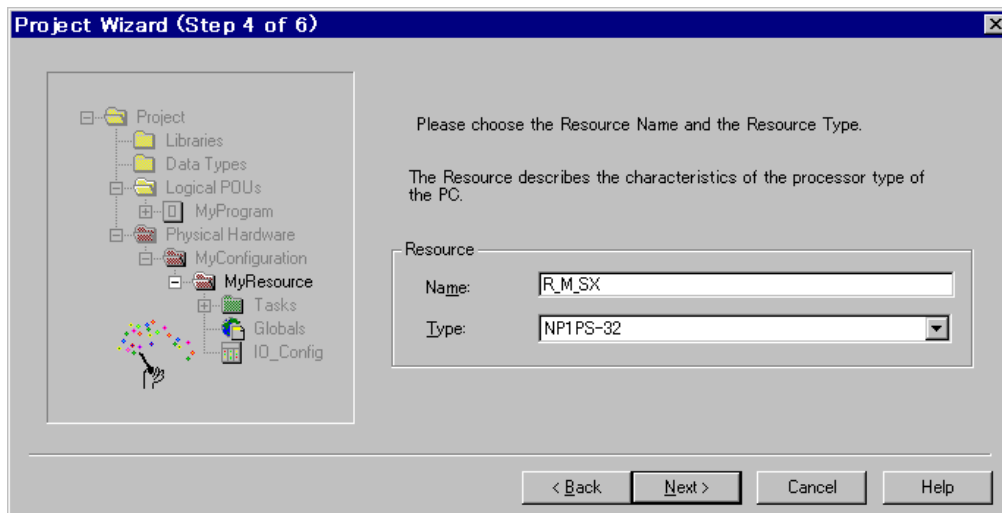 Project Wizard (Step 4 of 6)
Project
Libraries
Data Types
Logical POUs
MyProgram
Physical Hardware
MyConfiguration
MyResource
Tasks
Globals
IO_Config
Please choose the Resource Name and the Resource Type.
The Resource describes the characteristics of the processor type of
the PC.
Resource
Name: R_M_SX
Type: NP1PS-32
< Back Next > Cancel Help